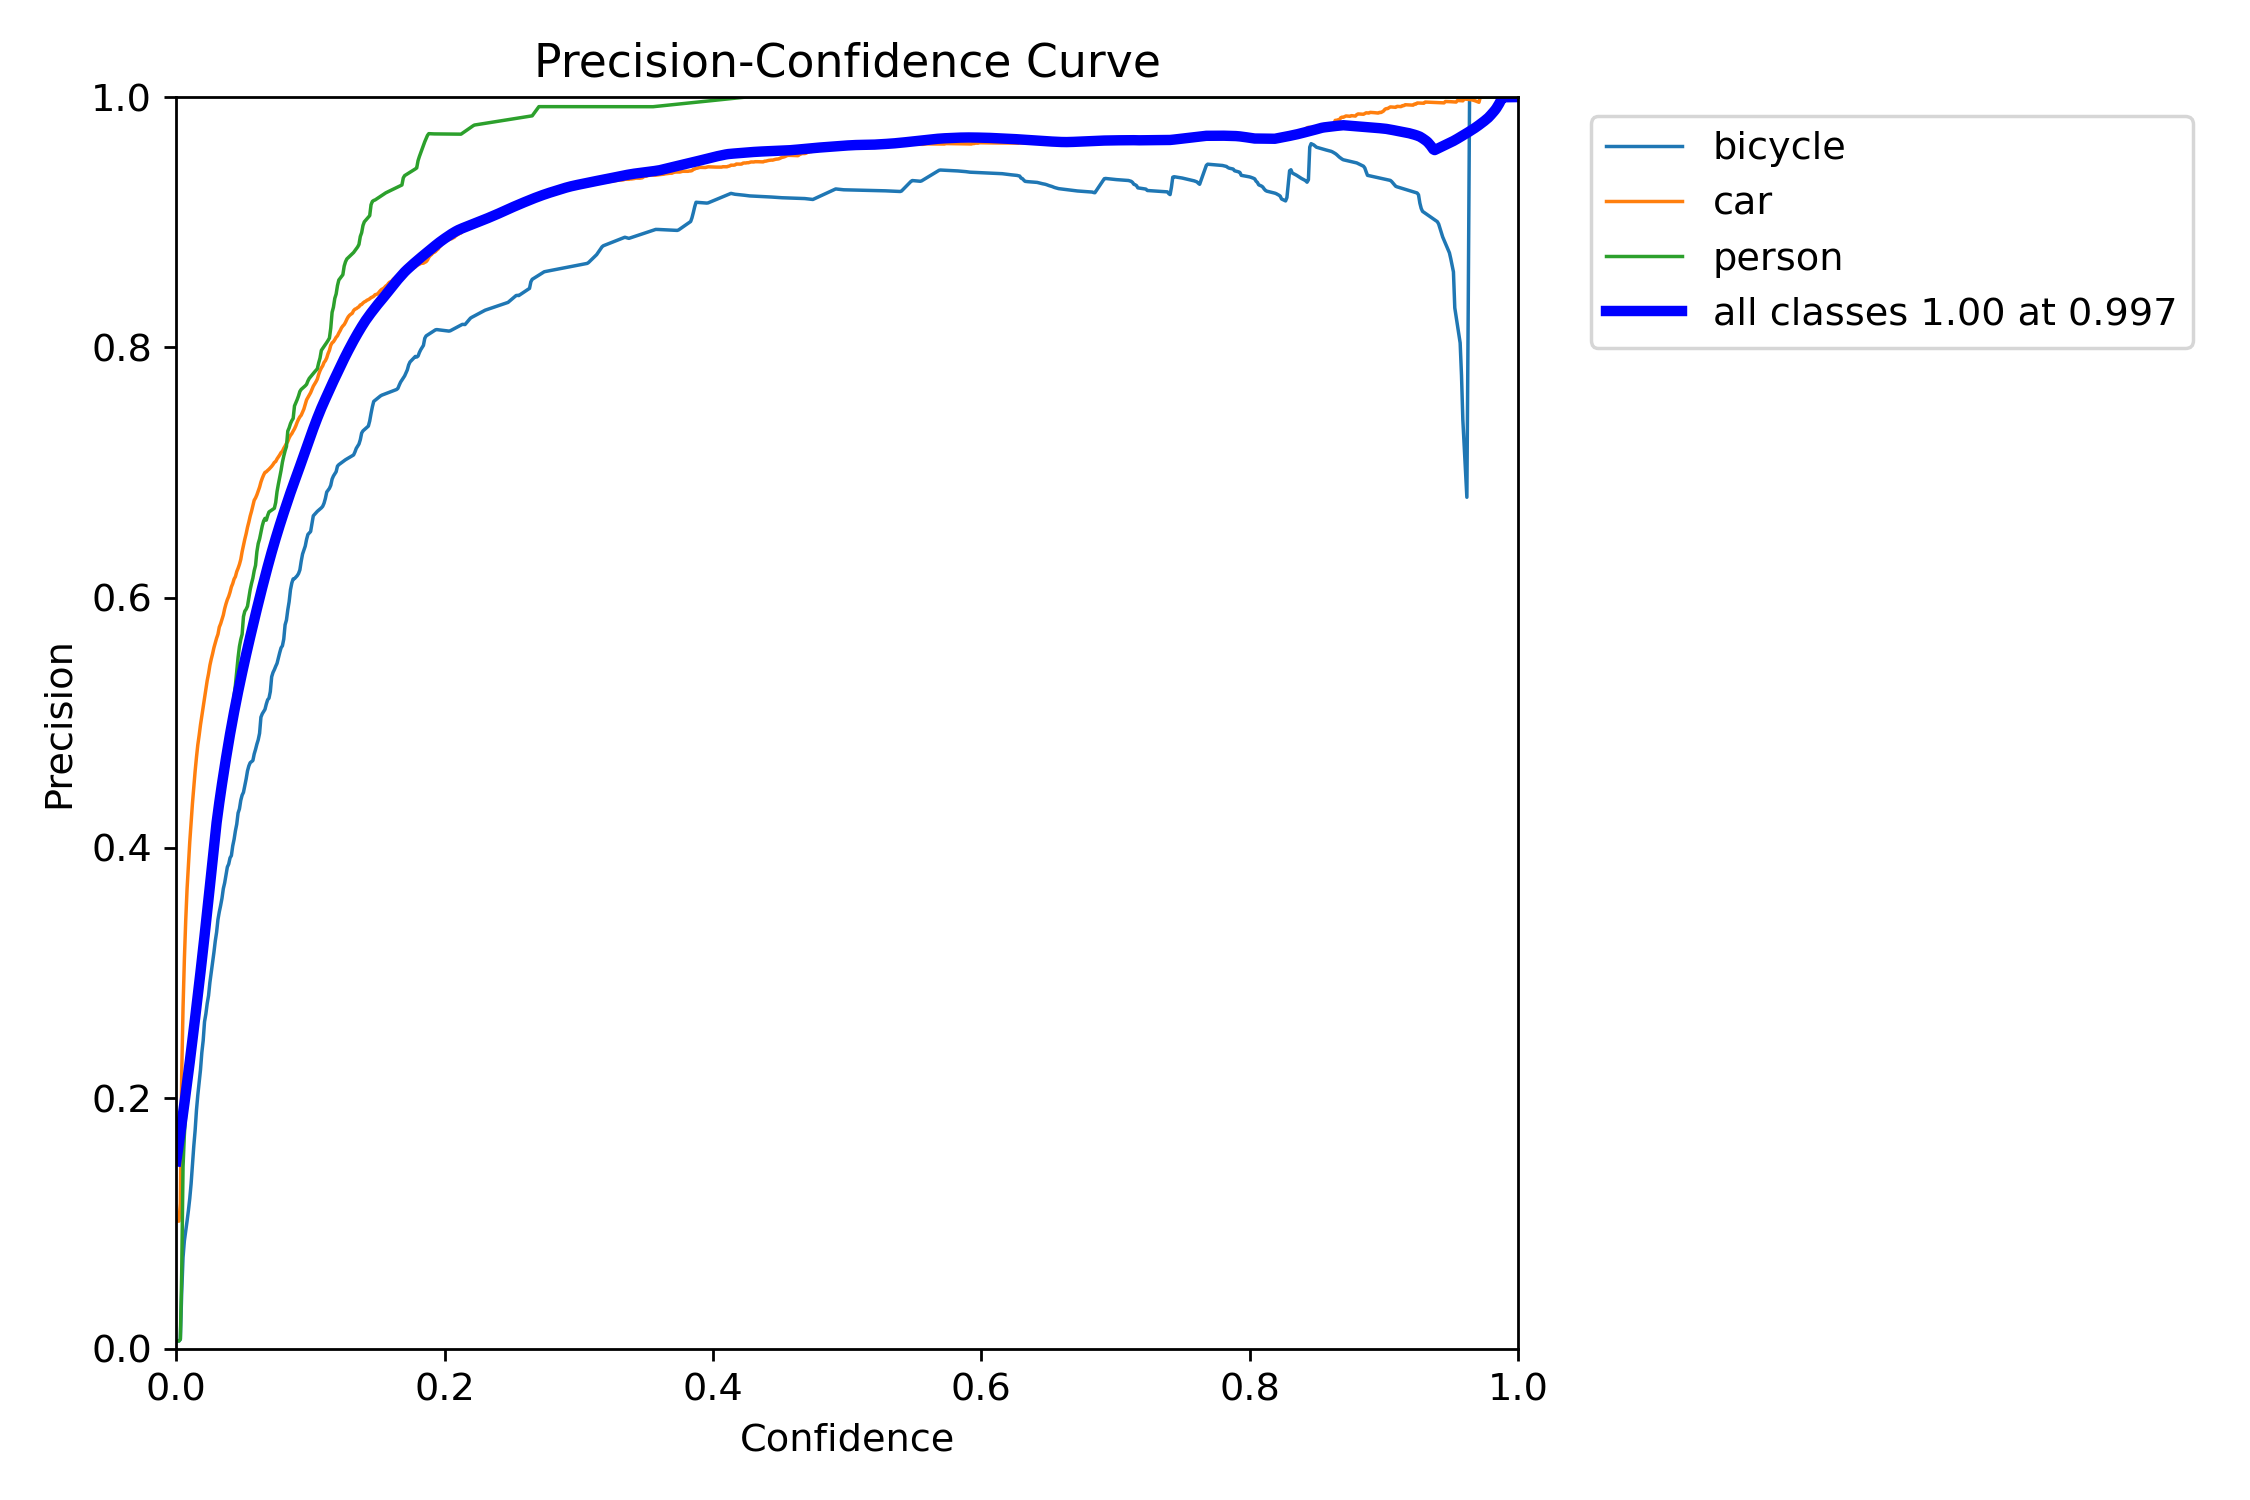 Precision-Confidence Curve
1.0
0.8
0.6
0.4
0.2
0.0
Precision
0.0 0.2 0.4 0.6 0.8 1.0
Confidence
bicycle
car
person
all classes 1.00 at 0.997